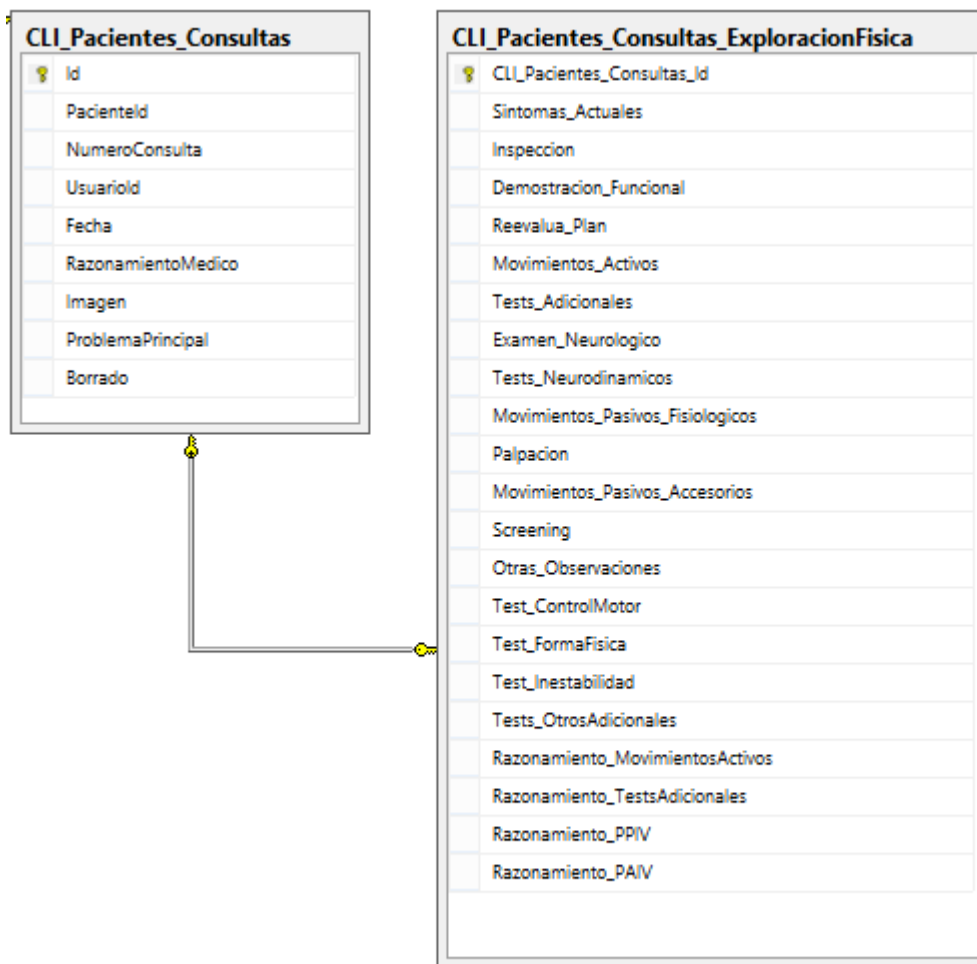 CLI_Pacientes_Consultas
Id
PacienteId
NumeroConsulta
UsuarioId
Fecha
RazonamientoMedico
Imagen
ProblemaPrincipal
Borrado
CLI_Pacientes_Consultas_ExploracionFisica
CLI_Pacientes_Consultas_Id
Sintomas_Actuales
Inspeccion
Demostracion_Funcional
Reevalua_Plan
Movimientos_Activos
Tests_Adicionales
Examen_Neurologico
Tests_Neurodinamicos
Movimientos_Pasivos_Fisiologicos
Palpacion
Movimientos_Pasivos_Accesorios
Screening
Otras_Observaciones
Test_ControlMotor
Test_FormaFisica
Test_Inestabilidad
Tests_OtrosAdicionales
Razonamiento_MovimientosActivos
Razonamiento_TestsAdicionales
Razonamiento_PPIV
Razonamiento_PAIV